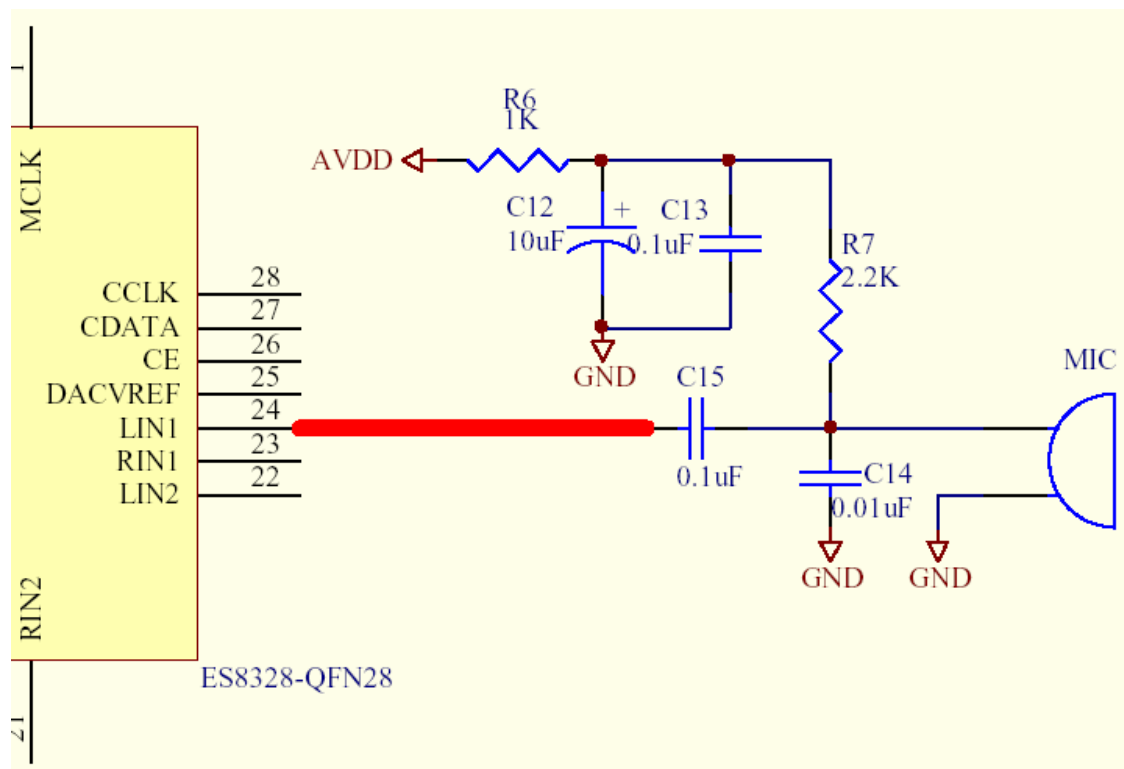 1
MCLK
R6
1K
AVDD
C12
10uF
+
C13
0.1uF
R7
2.2K
GND
CCLK 28
CDATA 27
CE 26
DACVREF 25
LIN1 24
RIN1 23
LIN2 22
C15
0.1uF
MIC
C14
0.01uF
GND
GND
RIN2
ES8328-QFN28
21